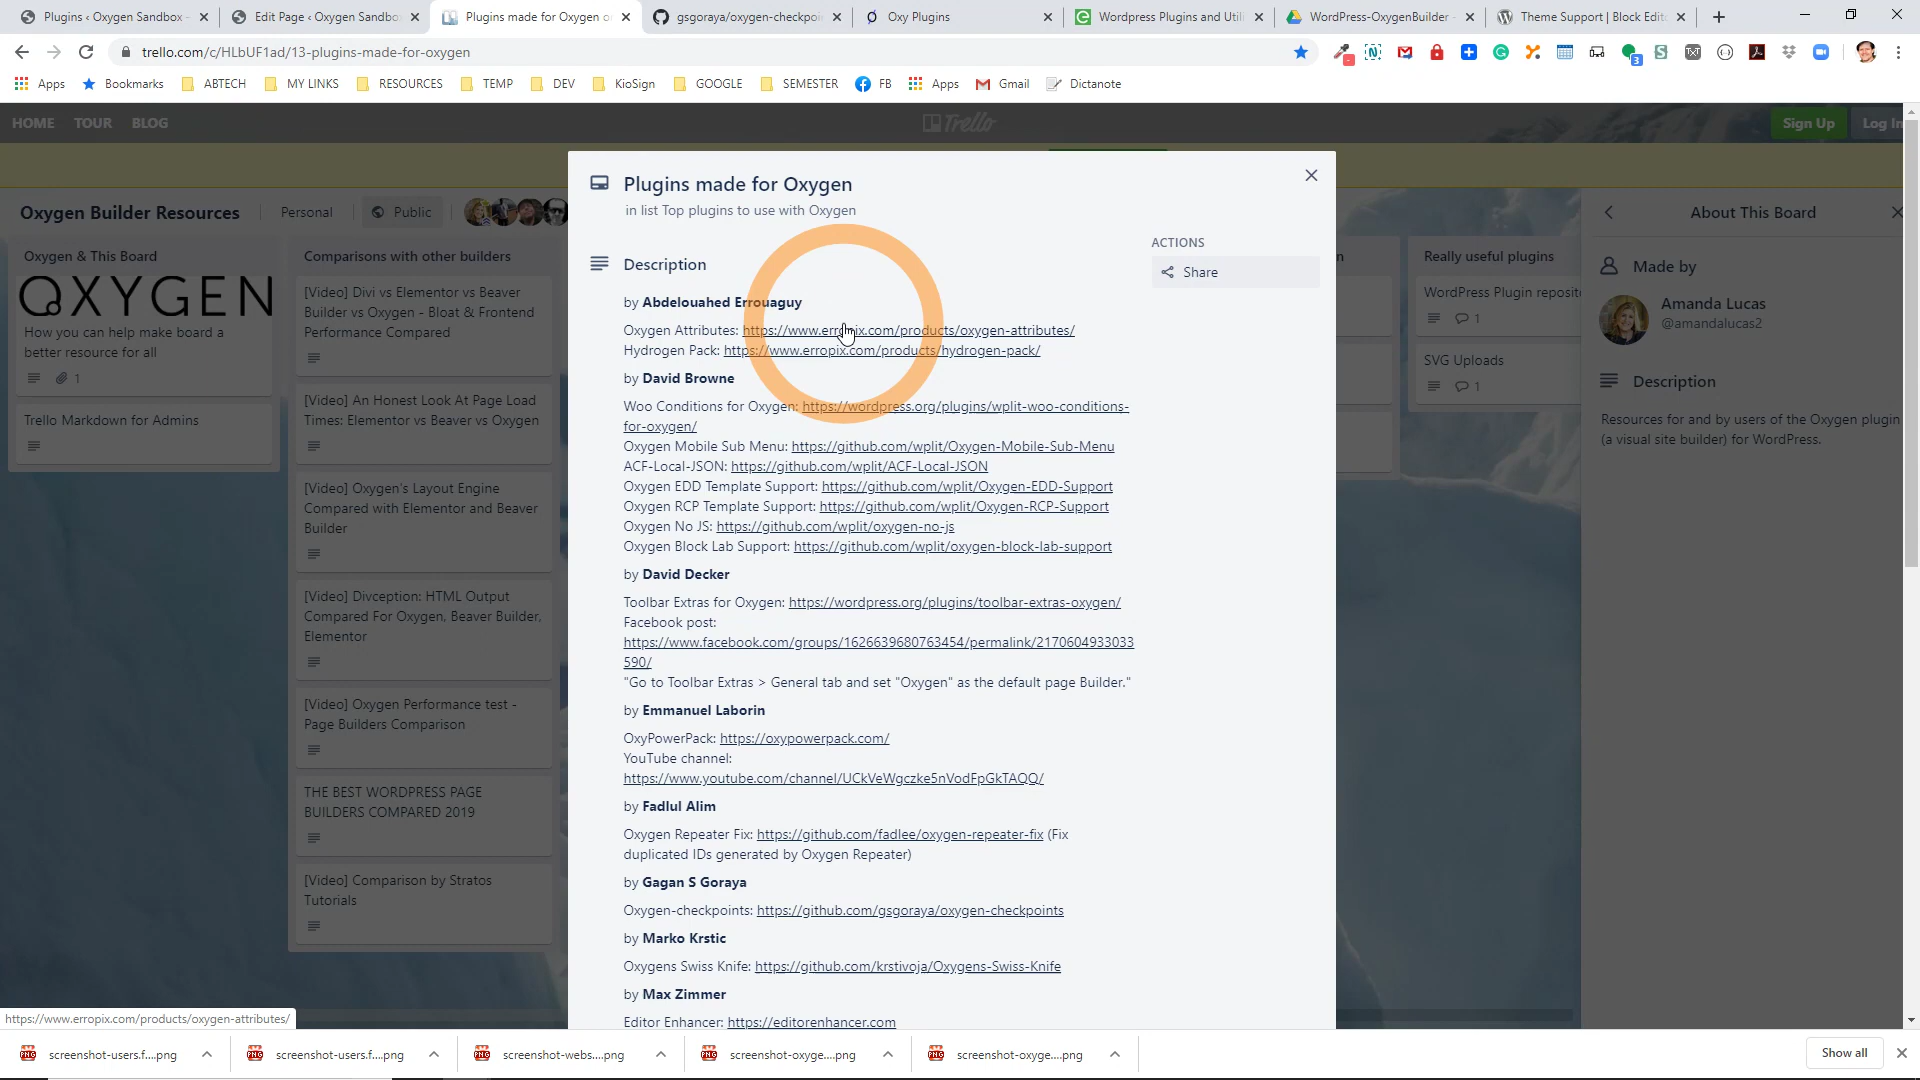 Plugins ‹ Oxygen Sandbox -
Edit Page ‹ Oxygen Sandbo
Plugins made for Oxygen o
gsgoraya/oxygen-checkpoi
Oxy Plugins
Wordpress Plugins and Util
WordPress-OxygenBuilder -
Theme Support | Block Edit
trello.com/c/HLbUF1ad/13-plugins-made-for-oxygen
Apps
Bookmarks
ABTECH
MY LINKS
RESOURCES
TEMP
DEV
KioSign
GOOGLE
SEMESTER
FB
Apps
Gmail
Dictanote
HOME
TOUR
BLOG
Trello
Sign Up
Log In
Oxygen Builder Resources
Personal
Public
Oxygen & This Board
OXYGEN
How you can help make board a
better resource for all
1
Trello Markdown for Admins
Comparisons with other builders
[Video] Divi vs Elementor vs Beaver
Builder vs Oxygen - Bloat & Frontend
Performance Compared
[Video] An Honest Look At Page Load
Times: Elementor vs Beaver vs Oxygen
[Video] Oxygen's Layout Engine
Compared with Elementor and Beaver
Builder
[Video] Divception: HTML Output
Compared For Oxygen, Beaver Builder,
Elementor
[Video] Oxygen Performance test -
Page Builders Comparison
THE BEST WORDPRESS PAGE
BUILDERS COMPARED 2019
[Video] Comparison by Stratos
Tutorials
Plugins made for Oxygen
in list Top plugins to use with Oxygen
Description
by Abdelouahed Errouaguy
Oxygen Attributes: https://www.erropix.com/products/oxygen-attributes/
Hydrogen Pack: https://www.erropix.com/products/hydrogen-pack/
by David Browne
Woo Conditions for Oxygen: https://wordpress.org/plugins/wplit-woo-conditions-
for-oxygen/
Oxygen Mobile Sub Menu: https://github.com/wplit/Oxygen-Mobile-Sub-Menu
ACF-Local-JSON: https://github.com/wplit/ACF-Local-JSON
Oxygen EDD Template Support: https://github.com/wplit/Oxygen-EDD-Support
Oxygen RCP Template Support: https://github.com/wplit/Oxygen-RCP-Support
Oxygen No JS: https://github.com/wplit/oxygen-no-js
Oxygen Block Lab Support: https://github.com/wplit/oxygen-block-lab-support
by David Decker
Toolbar Extras for Oxygen: https://wordpress.org/plugins/toolbar-extras-oxygen/
Facebook post:
https://www.facebook.com/groups/1626639680763454/permalink/2170604933033
590/
"Go to Toolbar Extras > General tab and set "Oxygen" as the default page Builder."
by Emmanuel Laborin
OxyPowerPack: https://oxypowerpack.com/
YouTube channel:
https://www.youtube.com/channel/UCkVeWgczke5nVodFpGkTAQQ/
by Fadlul Alim
Oxygen Repeater Fix: https://github.com/fadlee/oxygen-repeater-fix (Fix
duplicated IDs generated by Oxygen Repeater)
by Gagan S Goraya
Oxygen-checkpoints: https://github.com/gsgoraya/oxygen-checkpoints
by Marko Krstic
Oxygens Swiss Knife: https://github.com/krstivoja/Oxygens-Swiss-Knife
by Max Zimmer
Editor Enhancer: https://editorenhancer.com
ACTIONS
Share
n
Really useful plugins
WordPress Plugin reposit
1
SVG Uploads
1
About This Board
Made by
Amanda Lucas
@amandalucas2
Description
Resources for and by users of the Oxygen plugin
(a visual site builder) for WordPress.
https://www.erropix.com/products/oxygen-attributes/
screenshot-users.f....png
screenshot-users.f....png
screenshot-webs....png
screenshot-oxyge....png
screenshot-oxyge....png
Show all